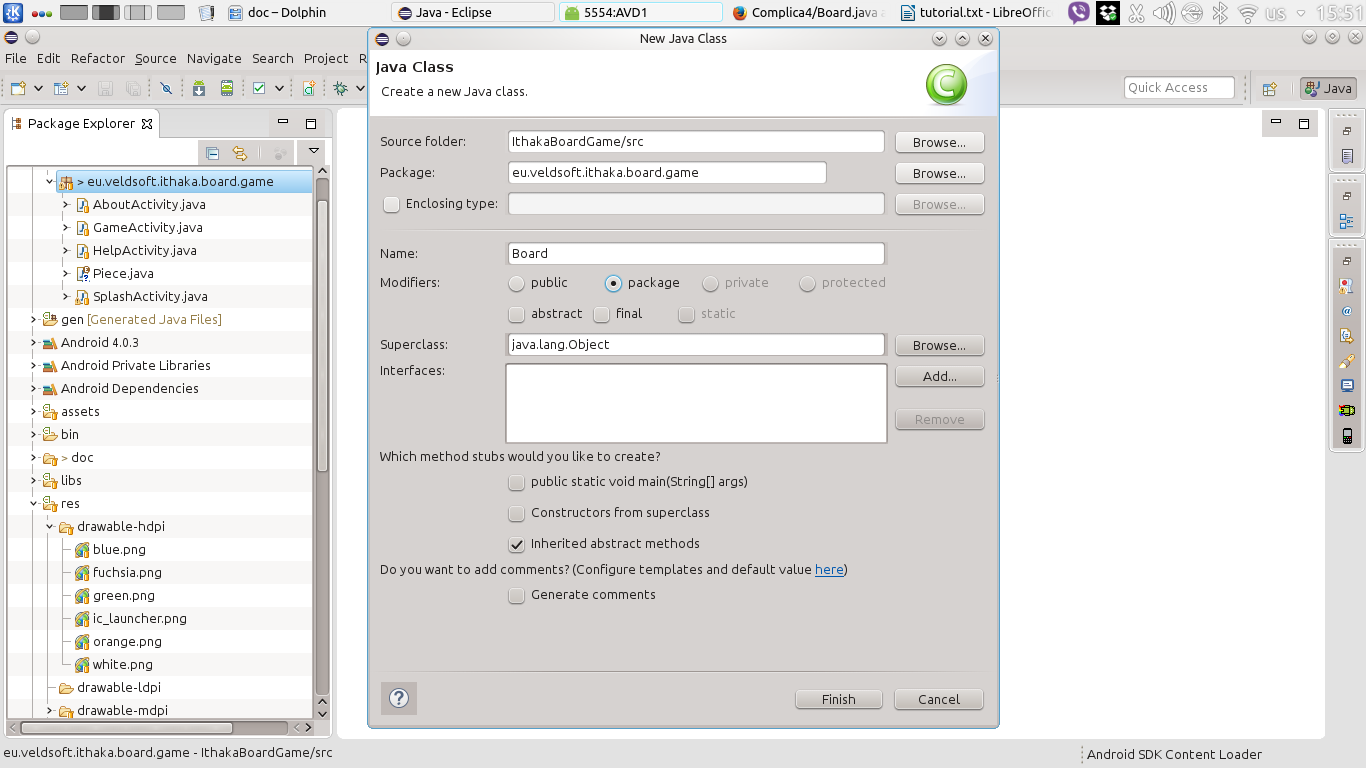 doc – Dolphin
Java - Eclipse
5554:AVD1
Complica4/Board.java a
tutorial.txt - LibreOffic
us
15:51
New Java Class
File Edit Refactor Source Navigate Search Project R
Quick Access
Java
Package Explorer
> eu.veldsoft.ithaka.board.game
AboutActivity.java
GameActivity.java
HelpActivity.java
Piece.java
SplashActivity.java
gen [Generated Java Files]
Android 4.0.3
Android Private Libraries
Android Dependencies
assets
bin
> doc
libs
res
drawable-hdpi
blue.png
fuchsia.png
green.png
ic_launcher.png
orange.png
white.png
drawable-ldpi
drawable-mdpi
Java Class
Create a new Java class.
Source folder: IthakaBoardGame/src Browse...
Package: eu.veldsoft.ithaka.board.game Browse...
Enclosing type: Browse...
Name: Board
Modifiers: public package private protected
abstract final static
Superclass: java.lang.Object Browse...
Interfaces: Add...
Remove
Which method stubs would you like to create?
public static void main(String[] args)
Constructors from superclass
Inherited abstract methods
Do you want to add comments? (Configure templates and default value here)
Generate comments
Finish Cancel
eu.veldsoft.ithaka.board.game - IthakaBoardGame/src
Android SDK Content Loader